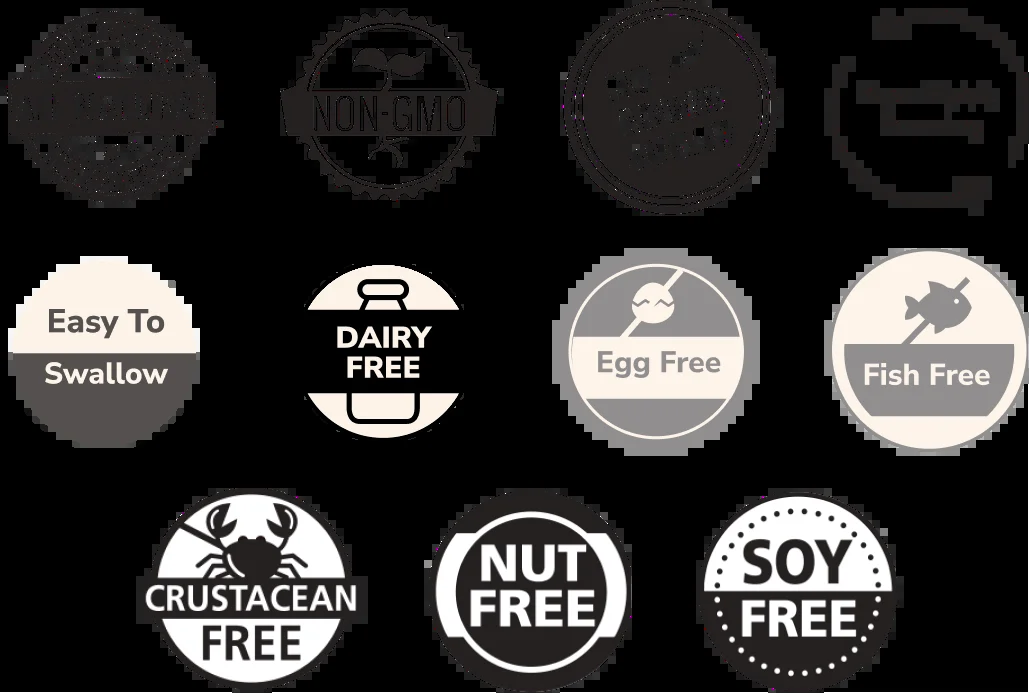 NON-GMO
Easy To
Swallow
DAIRY
FREE
Egg Free
Fish Free
CRUSTACEAN
FREE
NUT
FREE
SOY
FREE